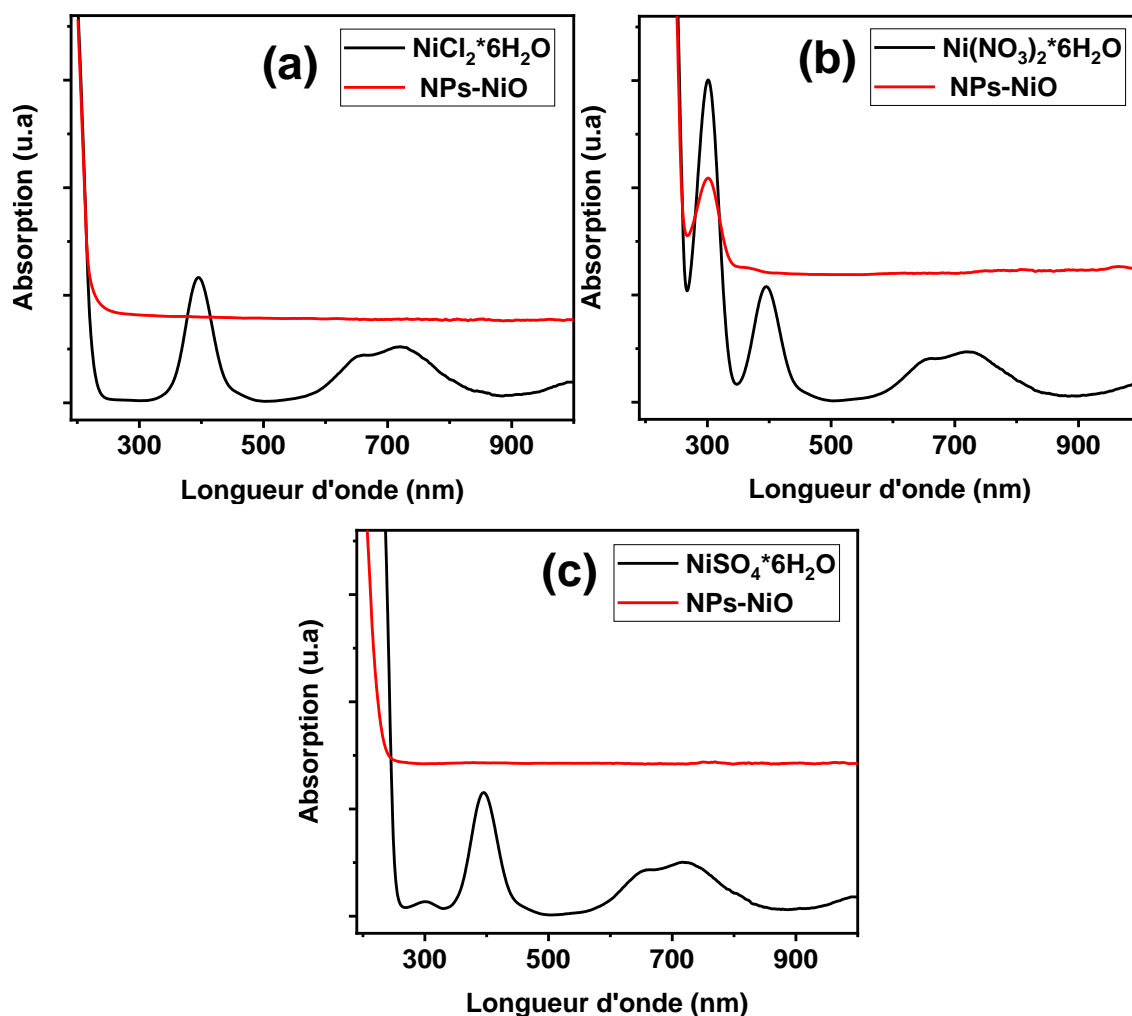 (a)
NiCl₂*6H₂O
NPs-NiO
Absorption (u.a)
300 500 700 900
Longueur d'onde (nm)
(b)
Ni(NO₃)₂*6H₂O
NPs-NiO
Absorption (u.a)
300 500 700 900
Longueur d'onde (nm)
(c)
NiSO₄*6H₂O
NPs-NiO
Absorption (u.a)
300 500 700 900
Longueur d'onde (nm)